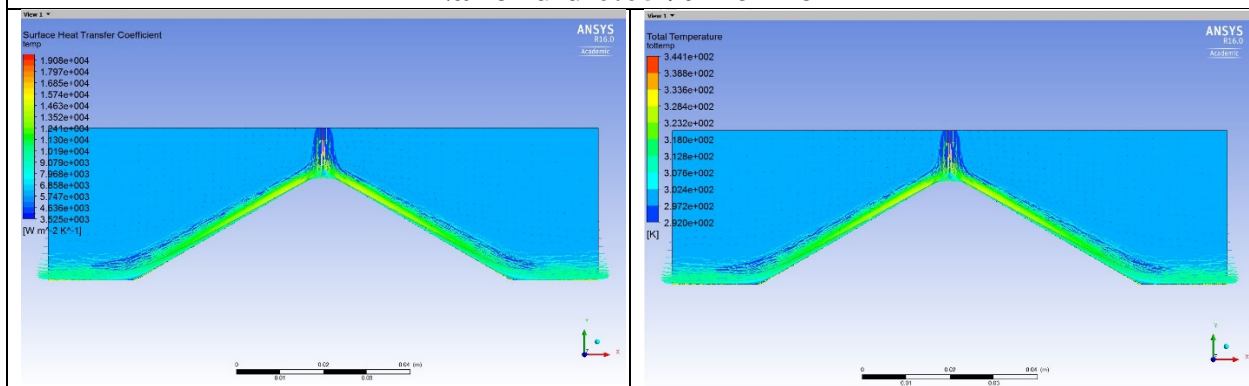 View 1
Surface Heat Transfer Coefficient
temp
1.908e+004
1.797e+004
1.685e+004
1.574e+004
1.463e+004
1.352e+004
1.241e+004
1.130e+004
1.019e+004
9.079e+003
7.968e+003
6.858e+003
5.747e+003
4.636e+003
3.525e+003
[W m^-2 K^-1]
ANSYS
R16.0
Academic
Y
Z X
0 0.02 0.04 (m)
0.01 0.03
View 1
Total Temperature
tottemp
3.441e+002
3.388e+002
3.336e+002
3.284e+002
3.232e+002
3.180e+002
3.128e+002
3.076e+002
3.024e+002
2.972e+002
2.920e+002
[K]
ANSYS
R16.0
Academic
Y
Z X
0 0.02 0.04 (m)
0.01 0.03